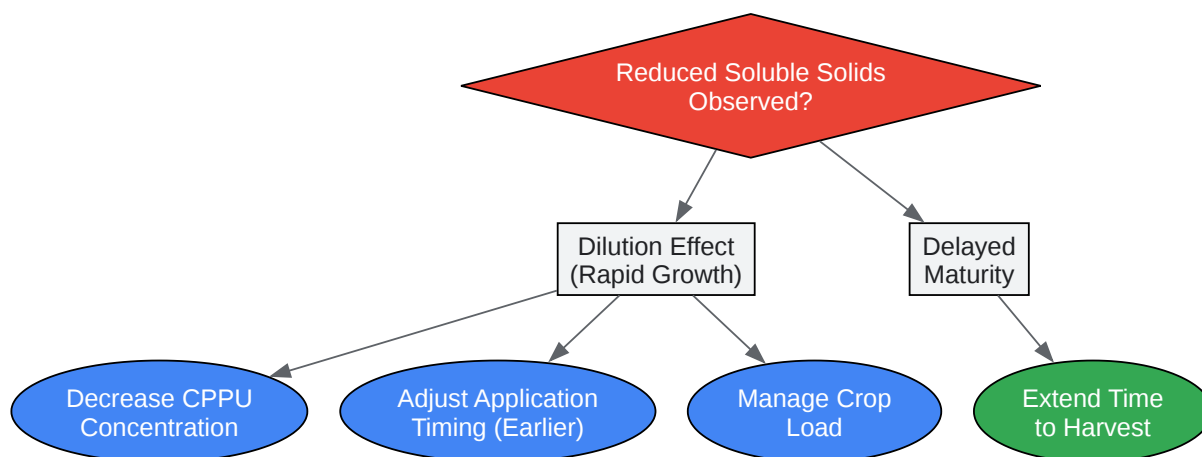 Reduced Soluble Solids
Observed?
Dilution Effect
(Rapid Growth)
Delayed
Maturity
Decrease CPPU
Concentration
Adjust Application
Timing (Earlier)
Manage Crop
Load
Extend Time
to Harvest